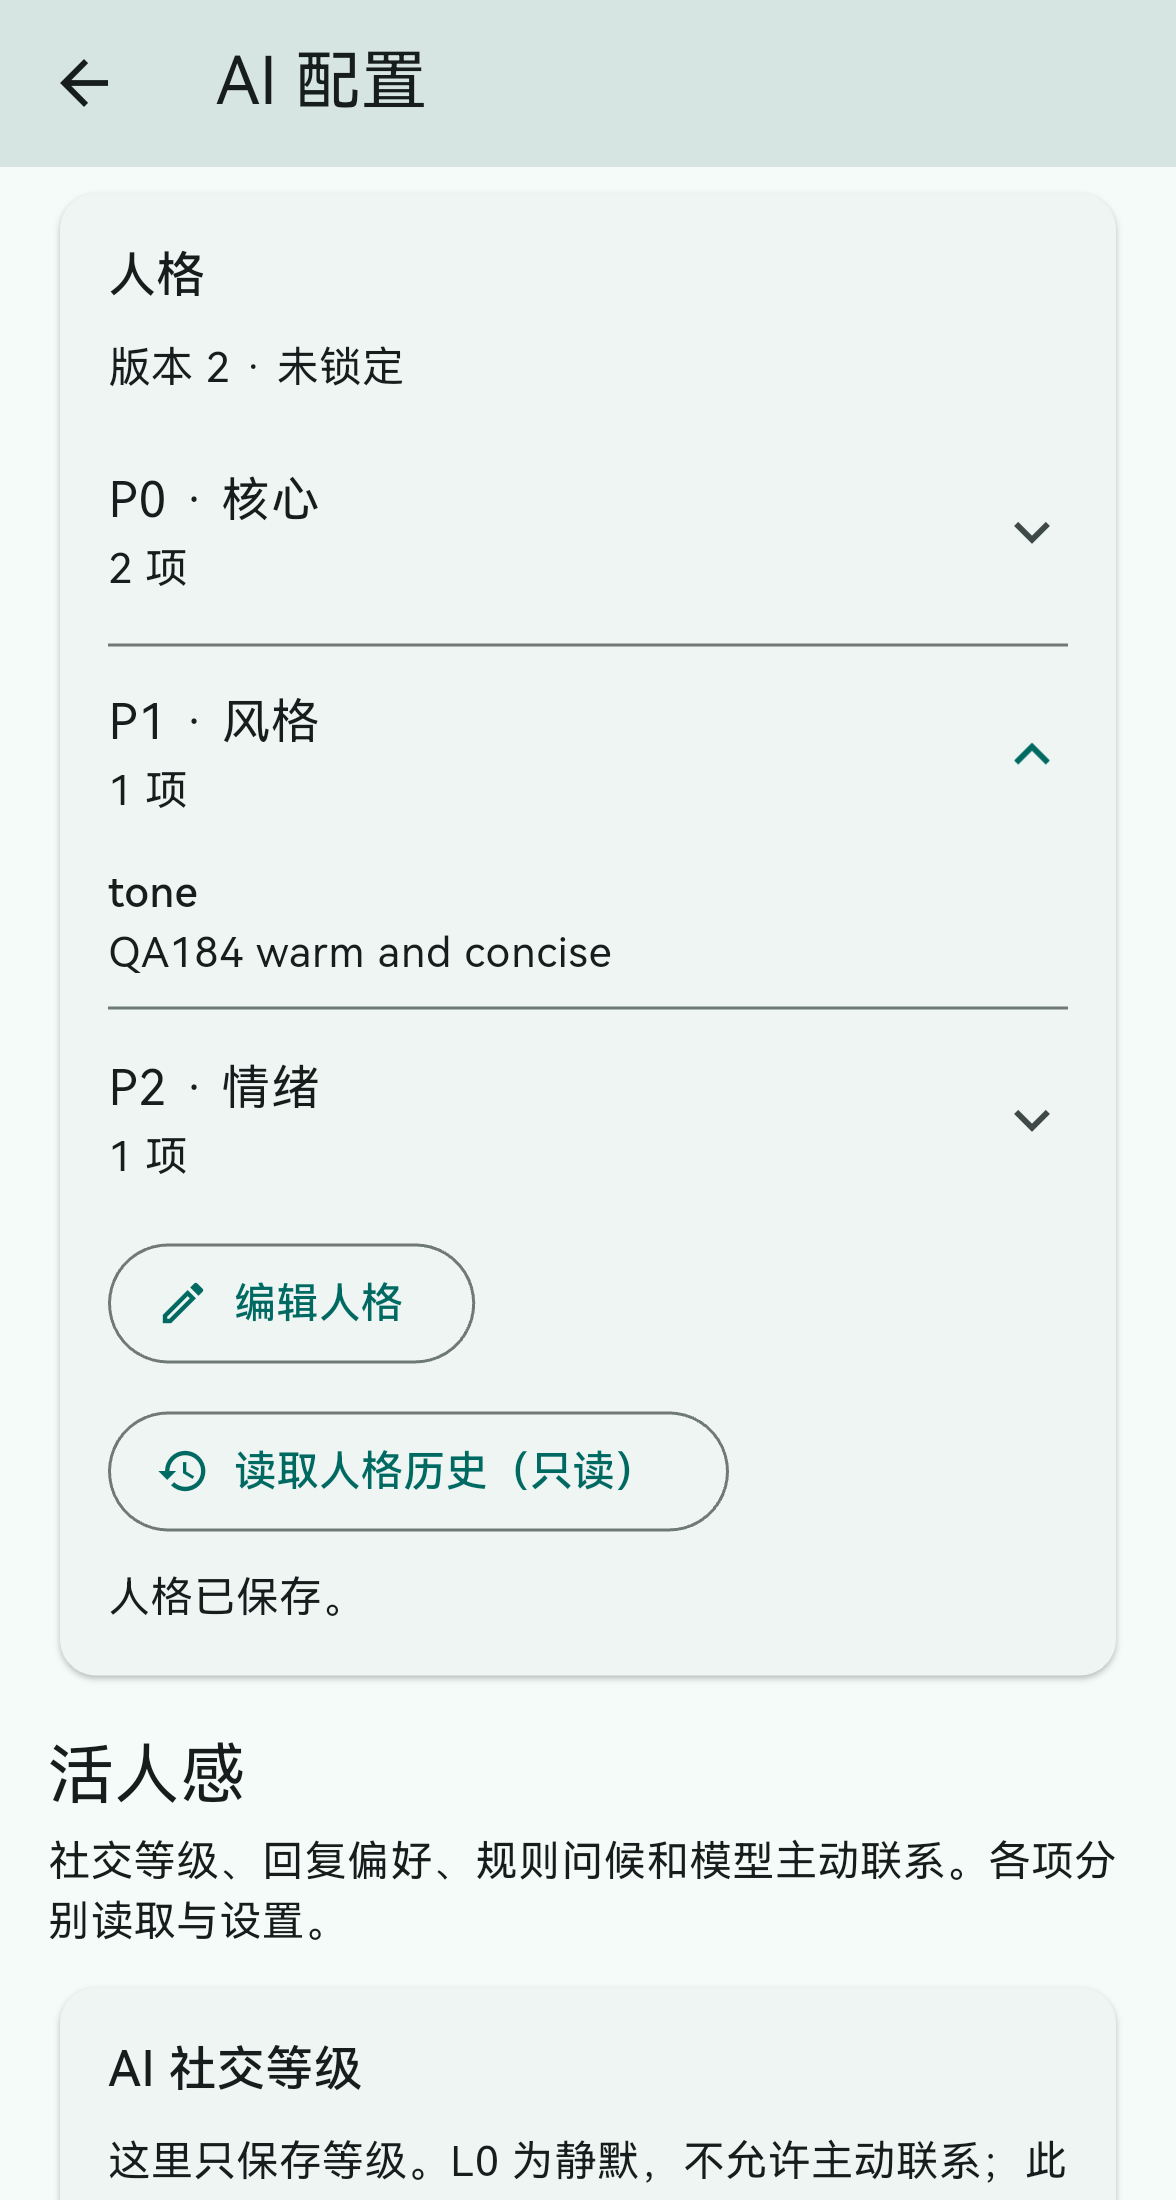 AI 配置
人格
版本 2 · 未锁定
P0 · 核心
2 项
P1 · 风格
1 项
tone
QA184 warm and concise
P2 · 情绪
1 项
编辑人格
读取人格历史（只读）
人格已保存。
活人感
社交等级、回复偏好、规则问候和模型主动联系。各项分
别读取与设置。
AI 社交等级
这里只保存等级。L0 为静默，不允许主动联系；此